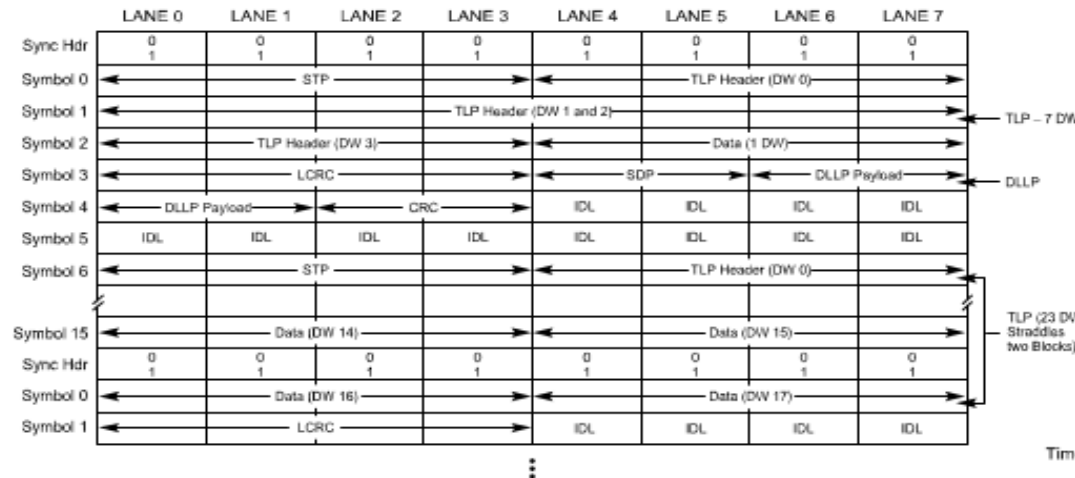 LANE 0 LANE 1 LANE 2 LANE 3 LANE 4 LANE 5 LANE 6 LANE 7
Sync Hdr 0 0 0 0 0 0 0 0
1 1 1 1 1 1 1 1
Symbol 0 STP TLP Header (DW 0)
Symbol 1 TLP Header (DW 1 and 2)
TLP – 7 DW
Symbol 2 TLP Header (DW 3) Data (1 DW)
Symbol 3 LCRC SDP DLLP Payload
DLLP
Symbol 4 DLLP Payload CRC IDL IDL IDL IDL
Symbol 5 IDL IDL IDL IDL IDL IDL IDL IDL
Symbol 6 STP TLP Header (DW 0)
TLP (23 DW
Straddles
two Blocks)
Symbol 15 Data (DW 14) Data (DW 15)
Sync Hdr 0 0 0 0 0 0 0 0
1 1 1 1 1 1 1 1
Symbol 0 Data (DW 16) Data (DW 17)
Symbol 1 LCRC IDL IDL IDL IDL
Tim